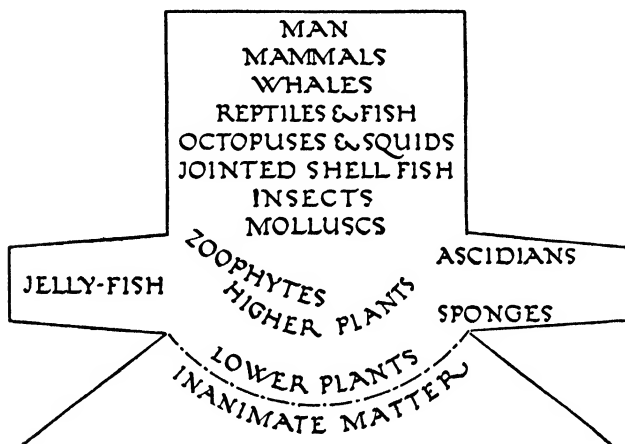 MAN
MAMMALS
WHALES
REPTILES & FISH
OCTOPUSES & SQUIDS
JOINTED SHELL FISH
INSECTS
MOLLUSCS
ZOOPHYTES
HIGHER PLANTS
JELLY-FISH
ASCIDIANS
SPONGES
LOWER PLANTS
INANIMATE MATTER